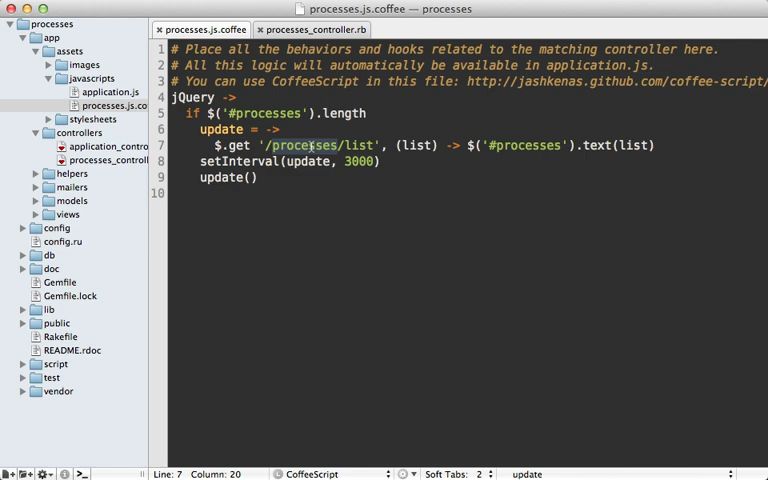 processes.js.coffee — processes
processes
app
assets
images
javascripts
application.js
processes.js.co
stylesheets
controllers
application_contro
processes_controll
helpers
mailers
models
views
config
config.ru
db
doc
Gemfile
Gemfile.lock
lib
public
Rakefile
README.rdoc
script
test
vendor
× processes.js.coffee
× processes_controller.rb
1 # Place all the behaviors and hooks related to the matching controller here.
2 # All this logic will automatically be available in application.js.
3 # You can use CoffeeScript in this file: http://jashkenas.github.com/coffee-script/
4 jQuery ->
5 if $('#processes').length
6 update = ->
7 $.get '/processes/list', (list) -> $('#processes').text(list)
8 setInterval(update, 3000)
9 update()
10
Line: 7 Column: 20 CoffeeScript Soft Tabs: 2 update